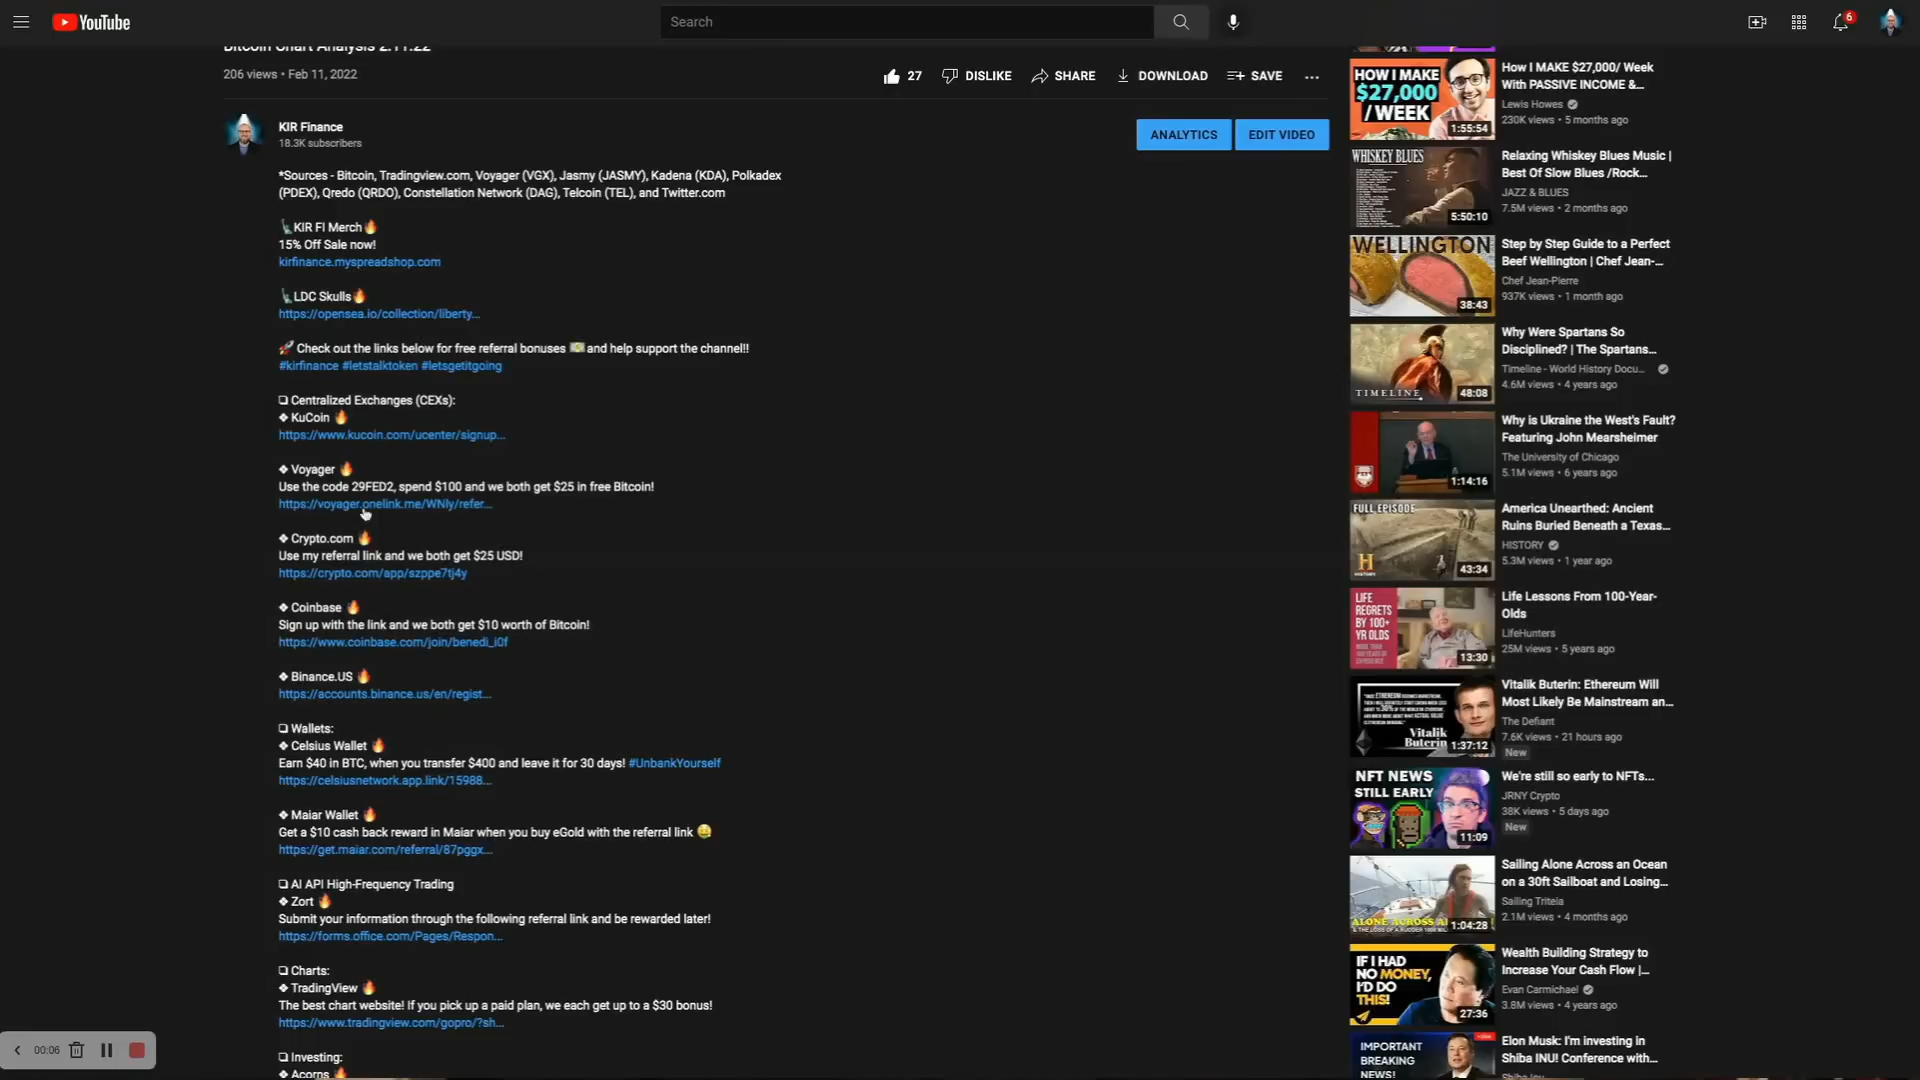 YouTube
Search
6
Bitcoin Chart Analysis 2.11.22
206 views • Feb 11, 2022
27
DISLIKE
SHARE
DOWNLOAD
SAVE
KIR Finance
18.3K subscribers
ANALYTICS
EDIT VIDEO
*Sources - Bitcoin, Tradingview.com, Voyager (VGX), Jasmy (JASMY), Kadena (KDA), Polkadex
(PDEX), Qredo (QRDO), Constellation Network (DAG), Telcoin (TEL), and Twitter.com
🗽KIR FI Merch🔥
15% Off Sale now!
kirfinance.myspreadshop.com
🗽LDC Skulls🔥
https://opensea.io/collection/liberty...
🚀 Check out the links below for free referral bonuses 💵and help support the channel!!
#kirfinance #letstalktoken #letsgetitgoing
❏ Centralized Exchanges (CEXs):
❖ KuCoin 🔥
https://www.kucoin.com/ucenter/signup...
❖ Voyager 🔥
Use the code 29FED2, spend $100 and we both get $25 in free Bitcoin!
https://voyager.onelink.me/WNly/refer...
❖ Crypto.com 🔥
Use my referral link and we both get $25 USD!
https://crypto.com/app/szppe7tj4y
❖ Coinbase 🔥
Sign up with the link and we both get $10 worth of Bitcoin!
https://www.coinbase.com/join/benedi_i0f
❖ Binance.US 🔥
https://accounts.binance.us/en/regist...
❏ Wallets:
❖ Celsius Wallet 🔥
Earn $40 in BTC, when you transfer $400 and leave it for 30 days! #UnbankYourself
https://celsiusnetwork.app.link/15988...
❖ Maiar Wallet 🔥
Get a $10 cash back reward in Maiar when you buy eGold with the referral link 🤑
https://get.maiar.com/referral/87pggx...
❏ AI API High-Frequency Trading
❖ Zort 🔥
Submit your information through the following referral link and be rewarded later!
https://forms.office.com/Pages/Respon...
❏ Charts:
❖ TradingView 🔥
The best chart website! If you pick up a paid plan, we each get up to a $30 bonus!
https://www.tradingview.com/gopro/?sh...
❏ Investing:
❖ Acorns 🔥
00:06
HOW I MAKE
$27,000
/WEEK
1:55:54
How I MAKE $27,000/ Week
With PASSIVE INCOME &...
Lewis Howes
230K views • 5 months ago
WHISKEY BLUES
5:50:10
Relaxing Whiskey Blues Music |
Best Of Slow Blues /Rock...
JAZZ & BLUES
7.5M views • 2 months ago
WELLINGTON
38:43
Step by Step Guide to a Perfect
Beef Wellington | Chef Jean-...
Chef Jean-Pierre
937K views • 1 month ago
TIMELINE
48:08
Why Were Spartans So
Disciplined? | The Spartans...
Timeline - World History Docu...
4.6M views • 4 years ago
1:14:16
Why is Ukraine the West's Fault?
Featuring John Mearsheimer
The University of Chicago
5.1M views • 6 years ago
FULL EPISODE
H
HISTORY
43:34
America Unearthed: Ancient
Ruins Buried Beneath a Texas...
HISTORY
5.3M views • 1 year ago
LIFE
REGRETS
BY 100+
YR OLDS
13:30
Life Lessons From 100-Year-
Olds
LifeHunters
25M views • 5 years ago
Vitalik
Buterin
1:37:12
Vitalik Buterin: Ethereum Will
Most Likely Be Mainstream an...
The Defiant
7.6K views • 21 hours ago
New
NFT NEWS
STILL EARLY
11:09
We're still so early to NFTs...
JRNY Crypto
38K views • 5 days ago
New
1:04:28
Sailing Alone Across an Ocean
on a 30ft Sailboat and Losing...
Sailing Triteia
2.1M views • 4 months ago
IF I HAD
NO MONEY,
I'D DO
THIS!
27:36
Wealth Building Strategy to
Increase Your Cash Flow |...
Evan Carmichael
3.8M views • 4 years ago
IMPORTANT
BREAKING
NEWS!
Elon Musk: I'm investing in
Shiba INU! Conference with...